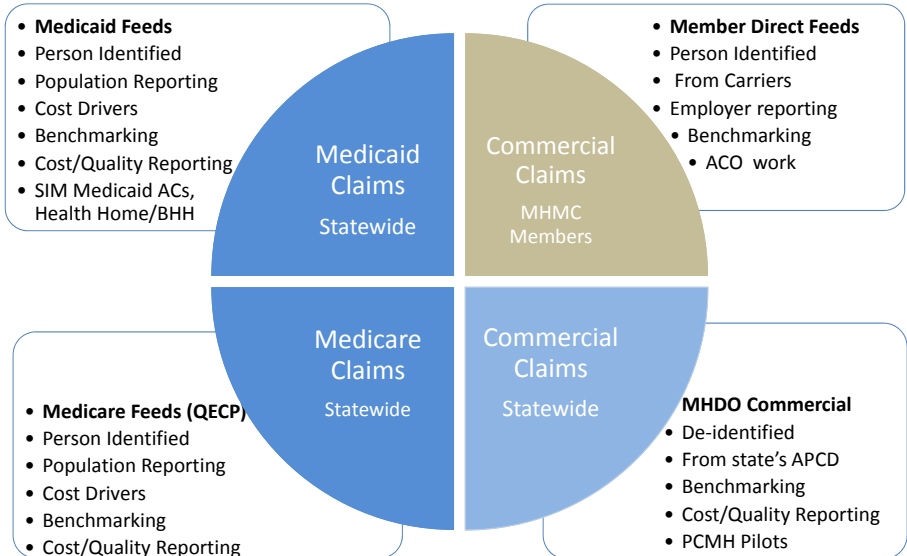 • Medicaid Feeds
• Person Identified
• Population Reporting
• Cost Drivers
• Benchmarking
• Cost/Quality Reporting
• SIM Medicaid ACs,
Health Home/BHH
Medicaid
Claims
Statewide
Commercial
Claims
MHMC
Members
• Member Direct Feeds
• Person Identified
• From Carriers
• Employer reporting
• Benchmarking
• ACO work
• Medicare Feeds (QECP)
• Person Identified
• Population Reporting
• Cost Drivers
• Benchmarking
• Cost/Quality Reporting
Medicare
Claims
Statewide
Commercial
Claims
Statewide
MHDO Commercial
• De-identified
• From state’s APCD
• Benchmarking
• Cost/Quality Reporting
• PCMH Pilots